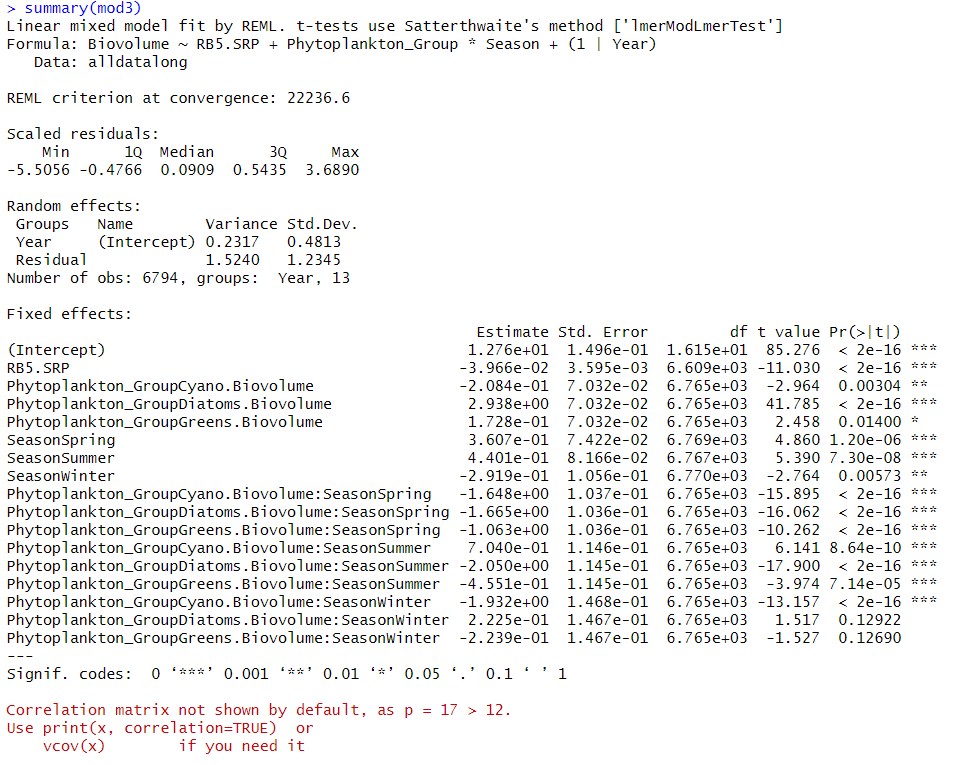 > summary(mod3)
Linear mixed model fit by REML. t-tests use Satterthwaite's method ['lmerModLmerTest']
Formula: Biovolume ~ RB5.SRP + Phytoplankton_Group * Season + (1 | Year)
   Data: alldatalong

REML criterion at convergence: 22236.6

Scaled residuals:
    Min      1Q  Median      3Q     Max
-5.5056 -0.4766  0.0909  0.5435  3.6890

Random effects:
 Groups   Name        Variance Std.Dev.
 Year     (Intercept) 0.2317   0.4813
 Residual             1.5240   1.2345
Number of obs: 6794, groups:  Year, 13

Fixed effects:
                                               Estimate Std. Error         df t value Pr(>|t|)
(Intercept)                                   1.276e+01  1.496e-01  1.615e+01  85.276  < 2e-16 ***
RB5.SRP                                      -3.966e-02  3.595e-03  6.609e+03 -11.030  < 2e-16 ***
Phytoplankton_GroupCyano.Biovolume           -2.084e-01  7.032e-02  6.765e+03  -2.964  0.00304 **
Phytoplankton_GroupDiatoms.Biovolume          2.938e+00  7.032e-02  6.765e+03  41.785  < 2e-16 ***
Phytoplankton_GroupGreens.Biovolume           1.728e-01  7.032e-02  6.765e+03   2.458  0.01400 *
SeasonSpring                                  3.607e-01  7.422e-02  6.769e+03   4.860 1.20e-06 ***
SeasonSummer                                  4.401e-01  8.166e-02  6.767e+03   5.390 7.30e-08 ***
SeasonWinter                                 -2.919e-01  1.056e-01  6.770e+03  -2.764  0.00573 **
Phytoplankton_GroupCyano.Biovolume:SeasonSpring   -1.648e+00  1.037e-01  6.765e+03 -15.895  < 2e-16 ***
Phytoplankton_GroupDiatoms.Biovolume:SeasonSpring -1.665e+00  1.036e-01  6.765e+03 -16.062  < 2e-16 ***
Phytoplankton_GroupGreens.Biovolume:SeasonSpring  -1.063e+00  1.036e-01  6.765e+03 -10.262  < 2e-16 ***
Phytoplankton_GroupCyano.Biovolume:SeasonSummer    7.040e-01  1.146e-01  6.765e+03   6.141 8.64e-10 ***
Phytoplankton_GroupDiatoms.Biovolume:SeasonSummer -2.050e+00  1.145e-01  6.765e+03 -17.900  < 2e-16 ***
Phytoplankton_GroupGreens.Biovolume:SeasonSummer  -4.551e-01  1.145e-01  6.765e+03  -3.974 7.14e-05 ***
Phytoplankton_GroupCyano.Biovolume:SeasonWinter   -1.932e+00  1.468e-01  6.765e+03 -13.157  < 2e-16 ***
Phytoplankton_GroupDiatoms.Biovolume:SeasonWinter  2.225e-01  1.467e-01  6.765e+03   1.517  0.12922
Phytoplankton_GroupGreens.Biovolume:SeasonWinter  -2.239e-01  1.467e-01  6.765e+03  -1.527  0.12690
---
Signif. codes:  0 ‘***’ 0.001 ‘**’ 0.01 ‘*’ 0.05 ‘.’ 0.1 ‘ ’ 1

Correlation matrix not shown by default, as p = 17 > 12.
Use print(x, correlation=TRUE)  or
    vcov(x)        if you need it